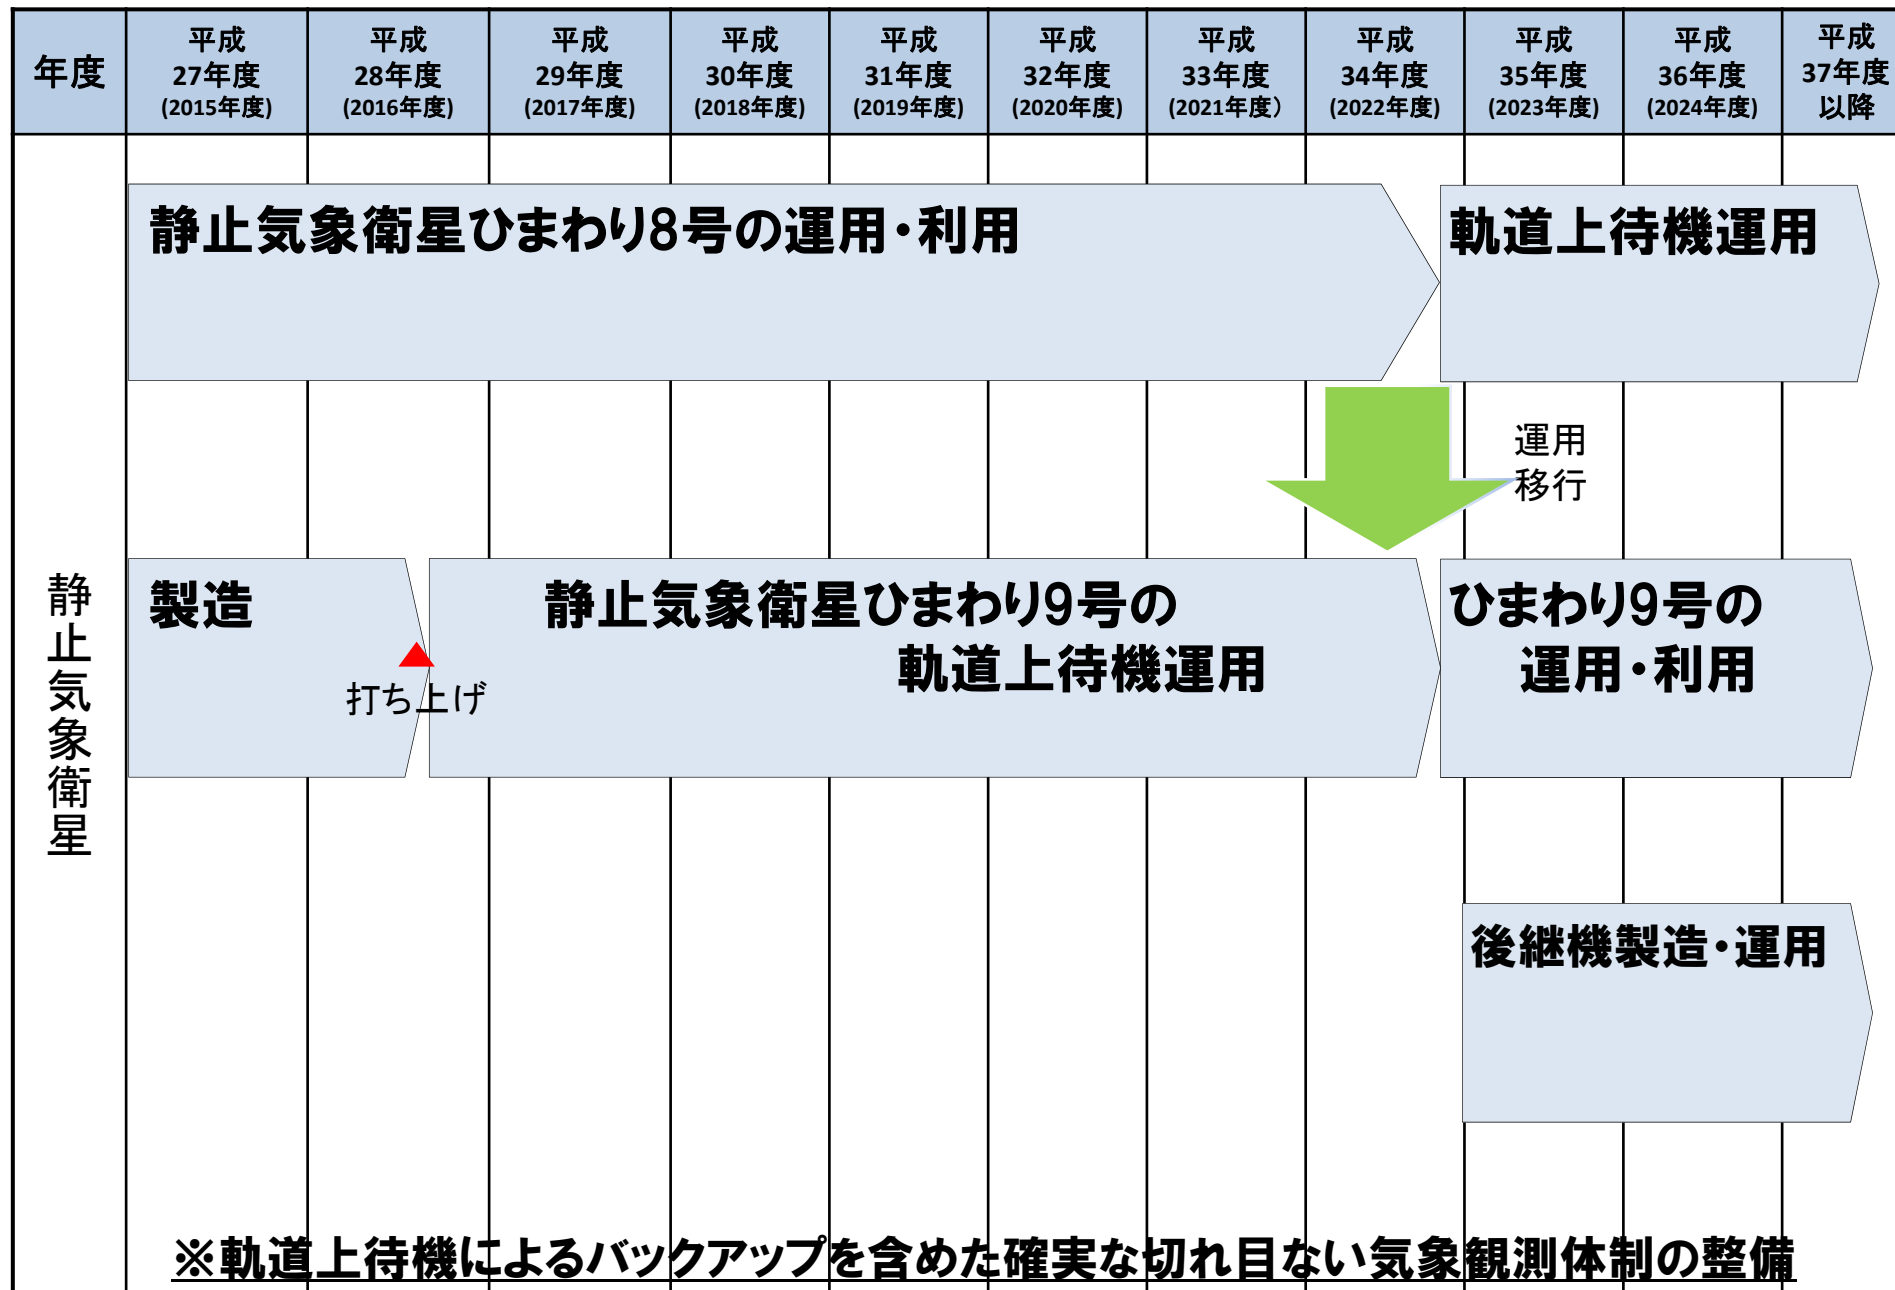 年度
平成
27年度
(2015年度)
平成
28年度
(2016年度)
平成
29年度
(2017年度)
平成
30年度
(2018年度)
平成
31年度
(2019年度)
平成
32年度
(2020年度)
平成
33年度
(2021年度）
平成
34年度
(2022年度)
平成
35年度
(2023年度)
平成
36年度
(2024年度)
平成
37年度
以降
静止気象衛星
静止気象衛星ひまわり8号の運用・利用
軌道上待機運用
運用
移行
製造
打ち上げ
静止気象衛星ひまわり9号の
軌道上待機運用
ひまわり9号の
運用・利用
後継機製造・運用
※軌道上待機によるバックアップを含めた確実な切れ目ない気象観測体制の整備